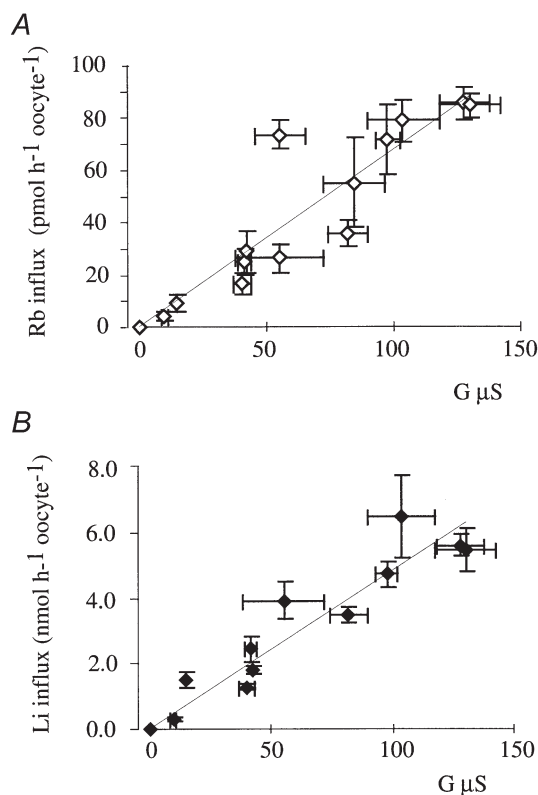 A
Rb influx (pmol h-1 oocyte-1)
100
80
60
40
20
0
0 50 100 150
G μS
B
Li influx (nmol h-1 oocyte-1)
8.0
6.0
4.0
2.0
0.0
0 50 100 150
G μS